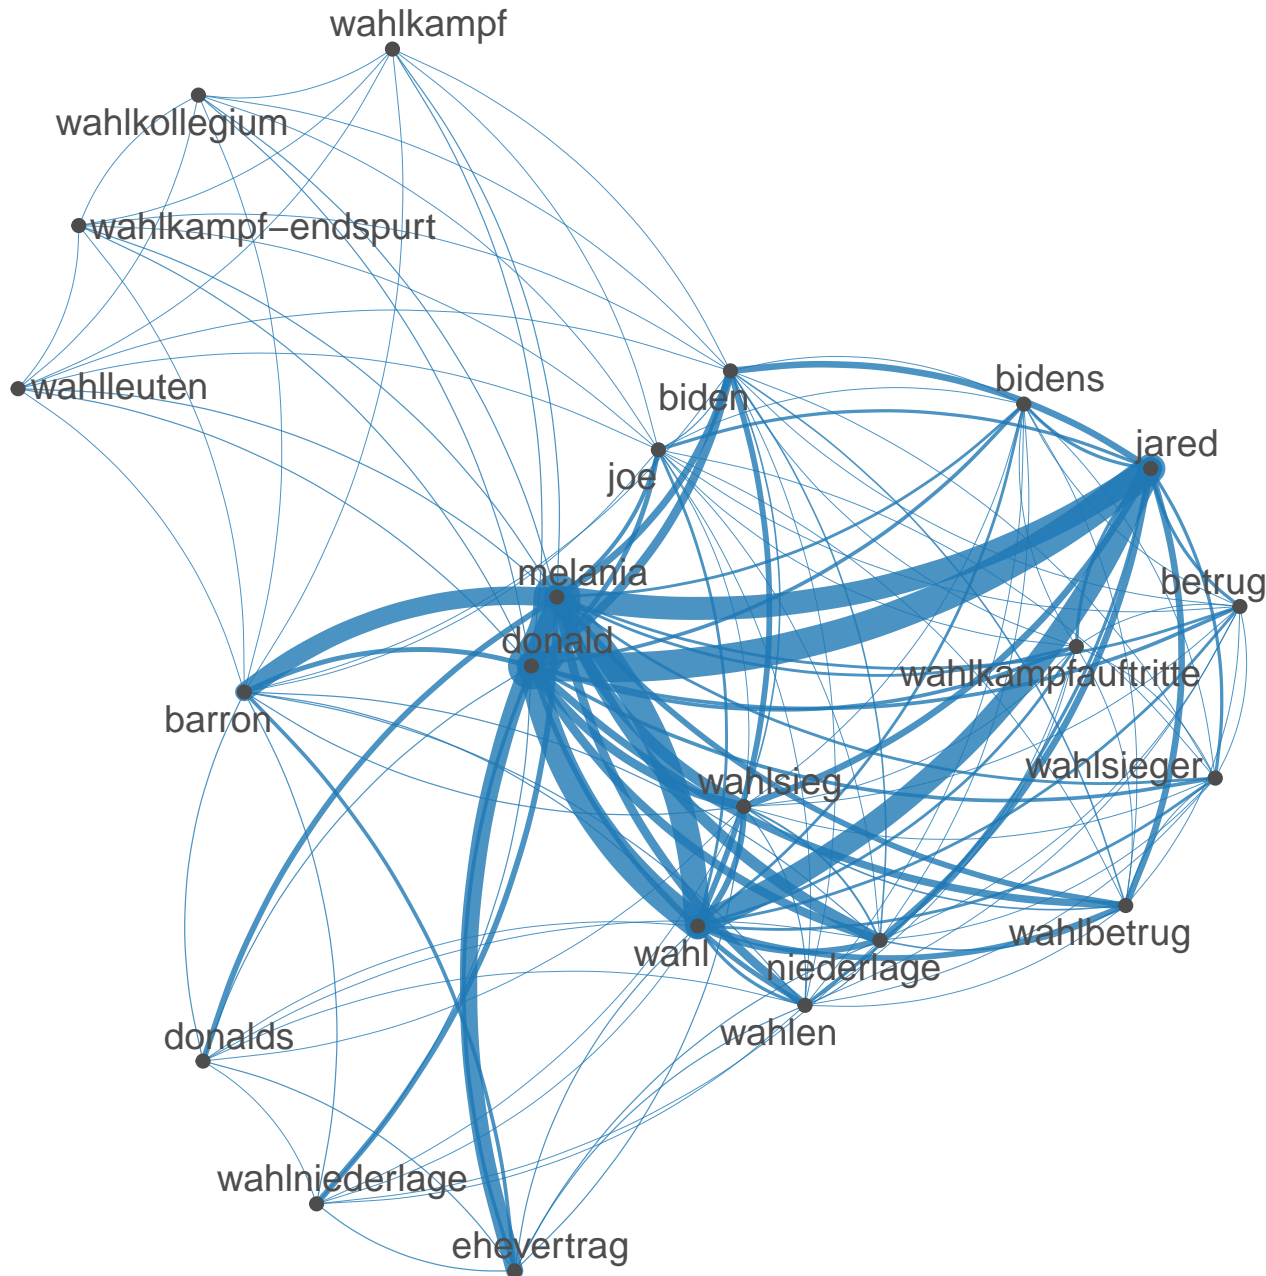 wahlkampf
wahlkollegium
wahlkampf–endspurt
wahlleuten
biden
bidens
jared
joe
melania
betrug
donald
wahlkampfauftritte
barron
wahlsieg
wahlsieger
wahl
niederlage
wahlbetrug
donalds
wahlen
wahlniederlage
ehevertrag